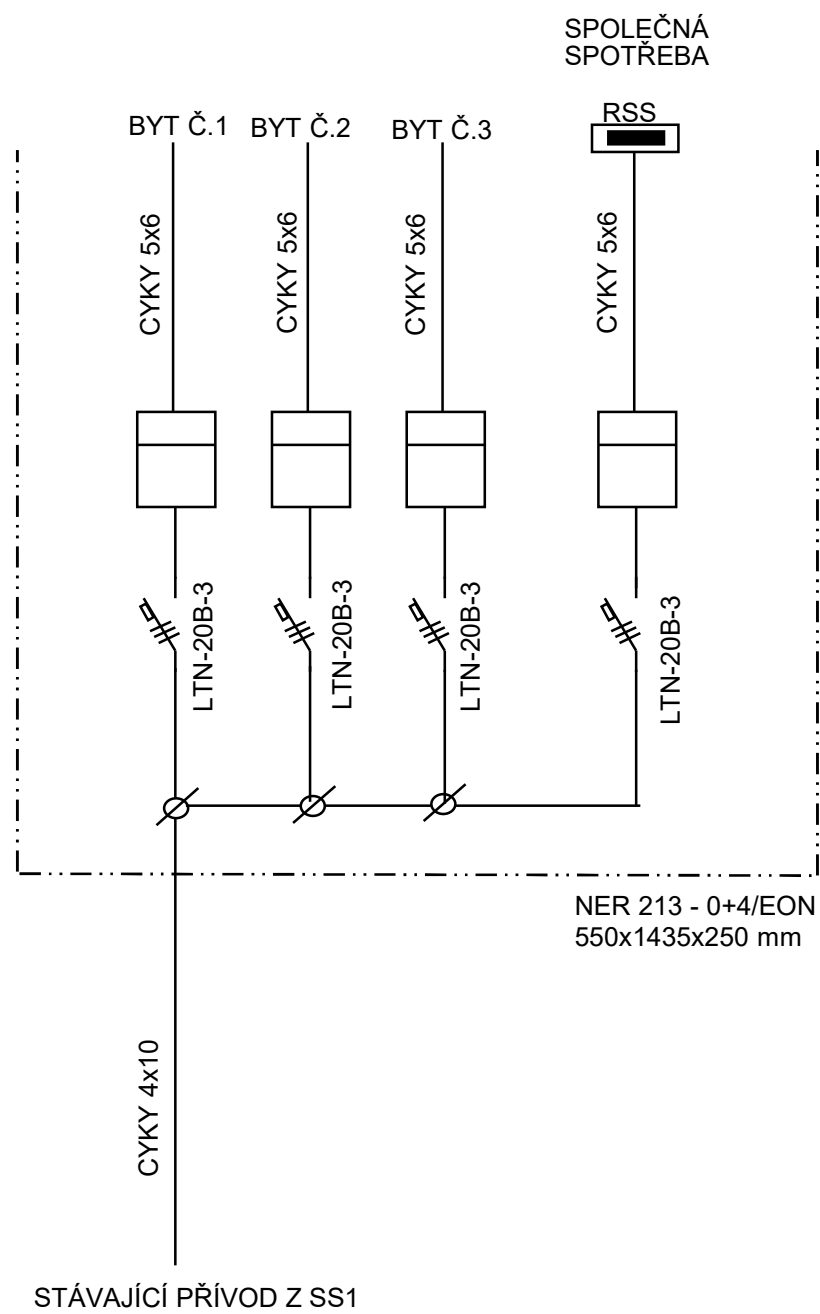 SPOLEČNÁ
SPOTŘEBA
RSS
BYT Č.1
BYT Č.2
BYT Č.3
CYKY 5x6
CYKY 5x6
CYKY 5x6
CYKY 5x6
LTN-20B-3
LTN-20B-3
LTN-20B-3
LTN-20B-3
NER 213 - 0+4/EON
550x1435x250 mm
CYKY 4x10
STÁVAJÍCÍ PŘÍVOD Z SS1